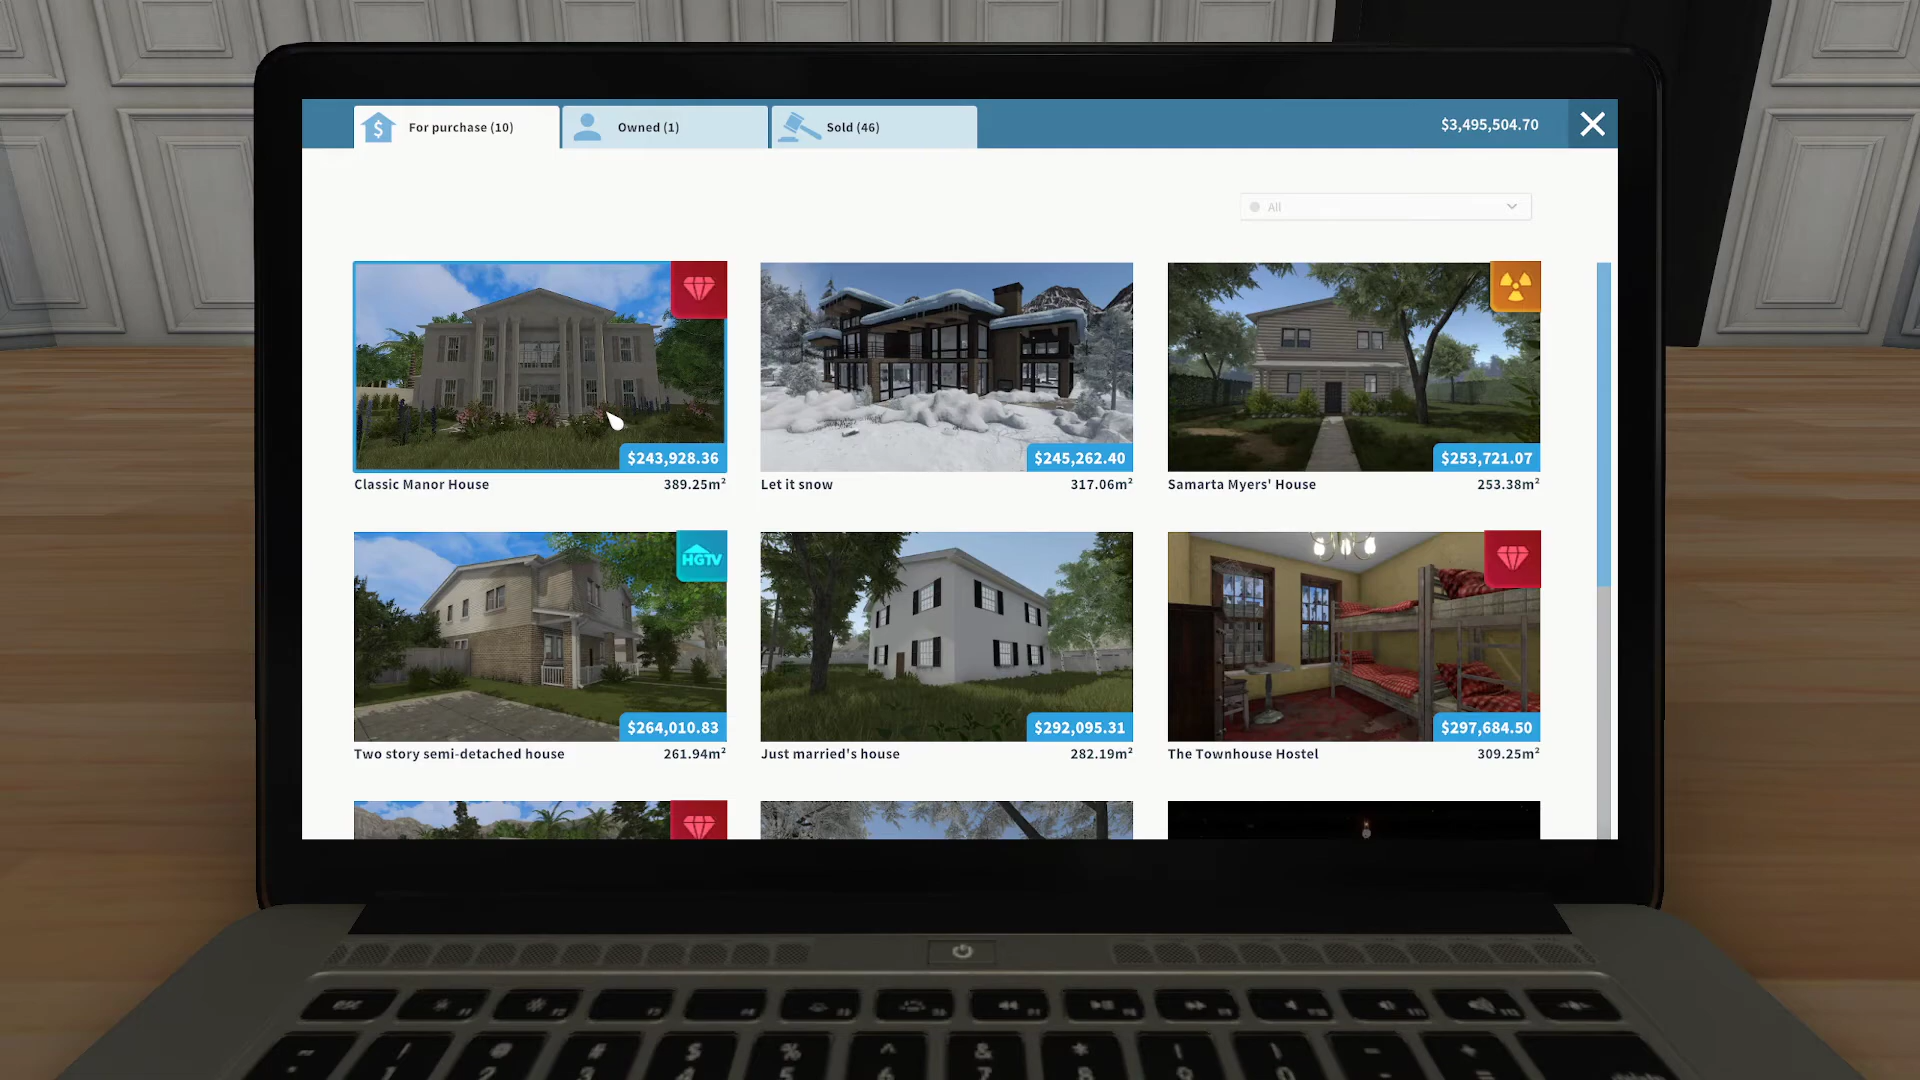 For purchase (10)
Owned (1)
Sold (46)
$3,495,504.70
All
$243,928.36
Classic Manor House
389.25m²
$245,262.40
Let it snow
317.06m²
$253,721.07
Samarta Myers' House
253.38m²
HGTV
$264,010.83
Two story semi-detached house
261.94m²
$292,095.31
Just married's house
282.19m²
$297,684.50
The Townhouse Hostel
309.25m²
esc